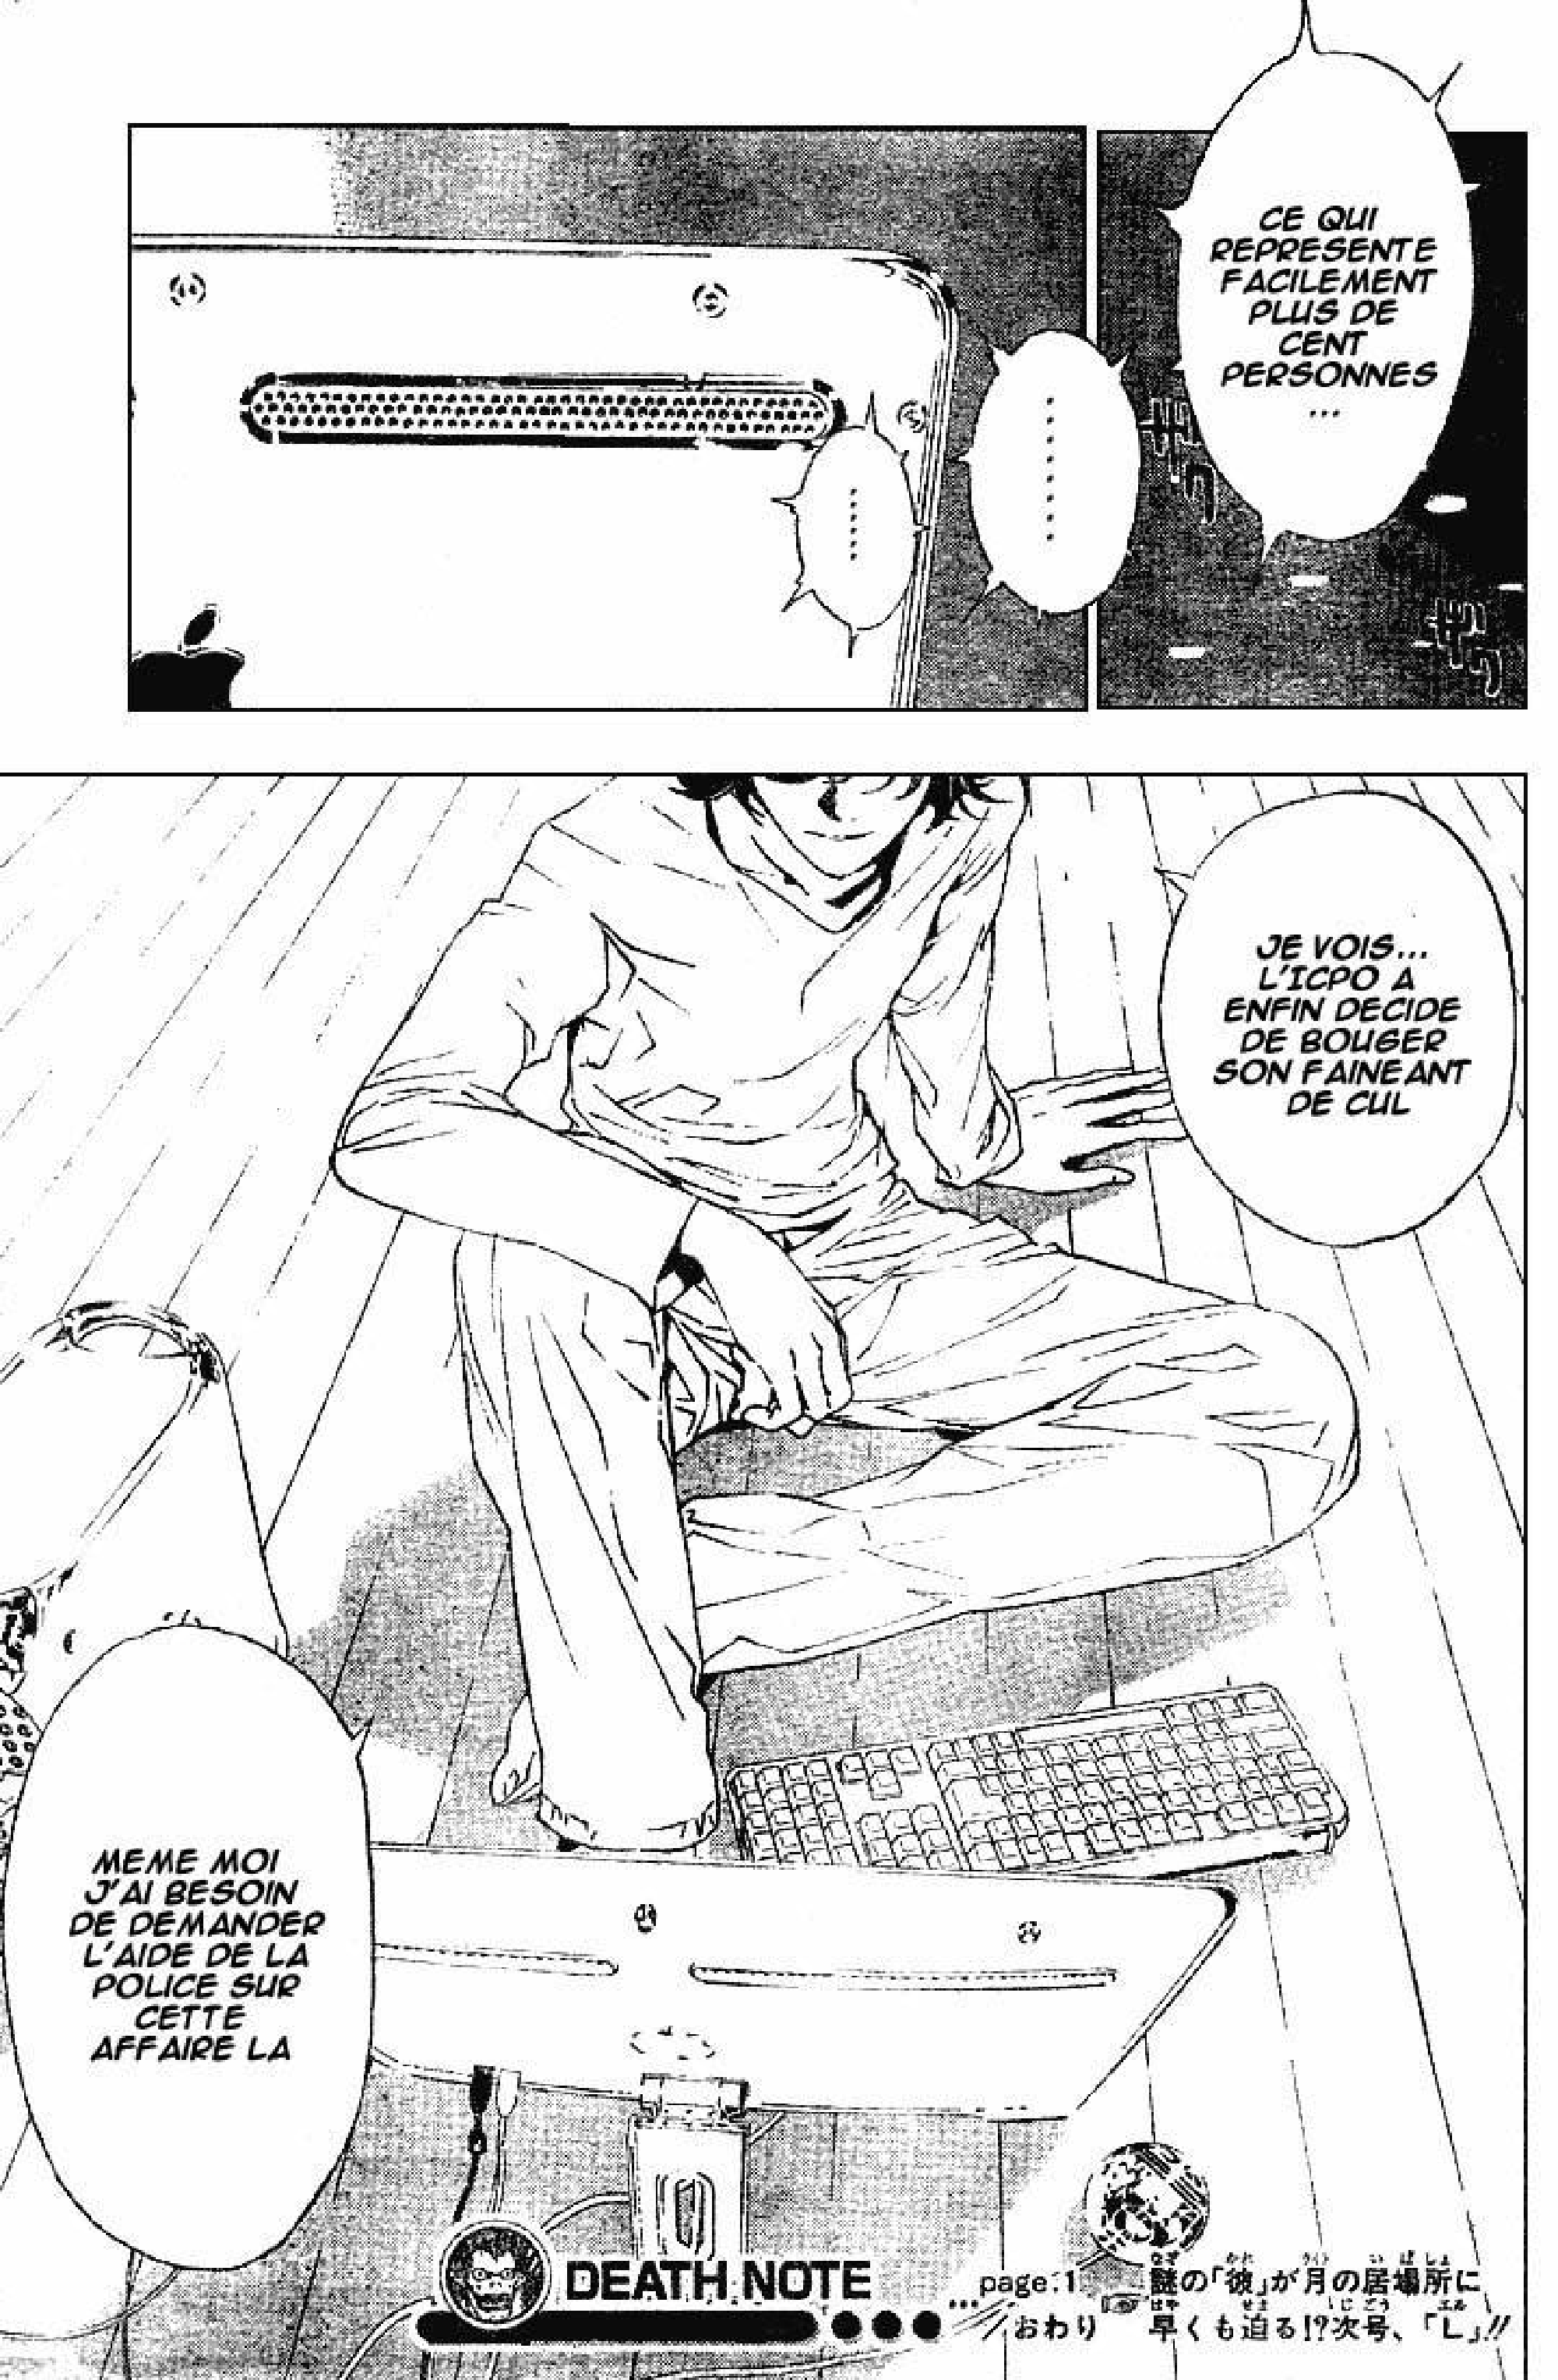 CE QUI
REPRESENTE
FACILEMENT
PLUS DE
CENT
PERSONNES
...
.........
......
JE VOIS...
L'ICPO A
ENFIN DECIDE
DE BOUGER
SON FAINEANT
DE CUL
MEME MOI
J'AI BESOIN
DE DEMANDER
L'AIDE DE LA
POLICE SUR
CETTE
AFFAIRE LA
DEATH NOTE
...page.1
おわり
謎の「彼」が月の居場所に
早くも迫る!?次号、「L」!!